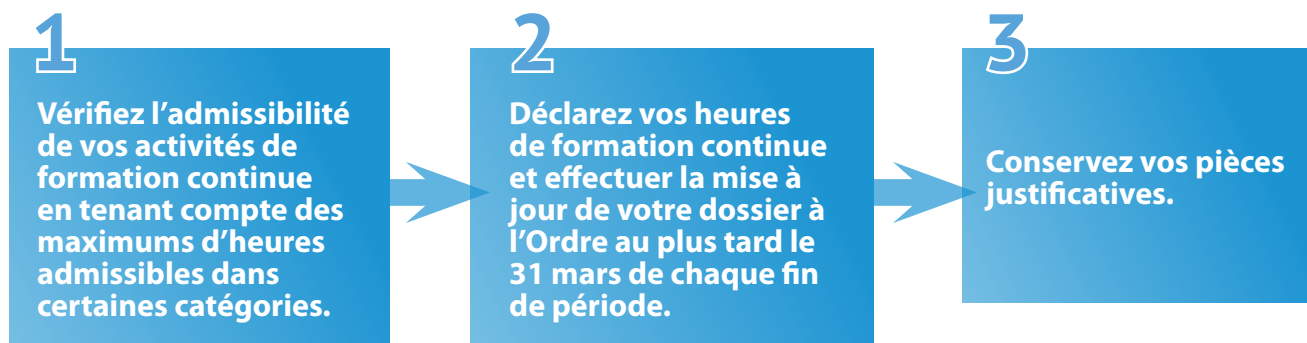 1
Vérifiez l'admissibilité
de vos activités de
formation continue
en tenant compte des
maximums d'heures
admissibles dans
certaines catégories.
2
Déclarez vos heures
de formation continue
et effectuer la mise à
jour de votre dossier à
l'Ordre au plus tard le
31 mars de chaque fin
de période.
3
Conservez vos pièces
justificatives.